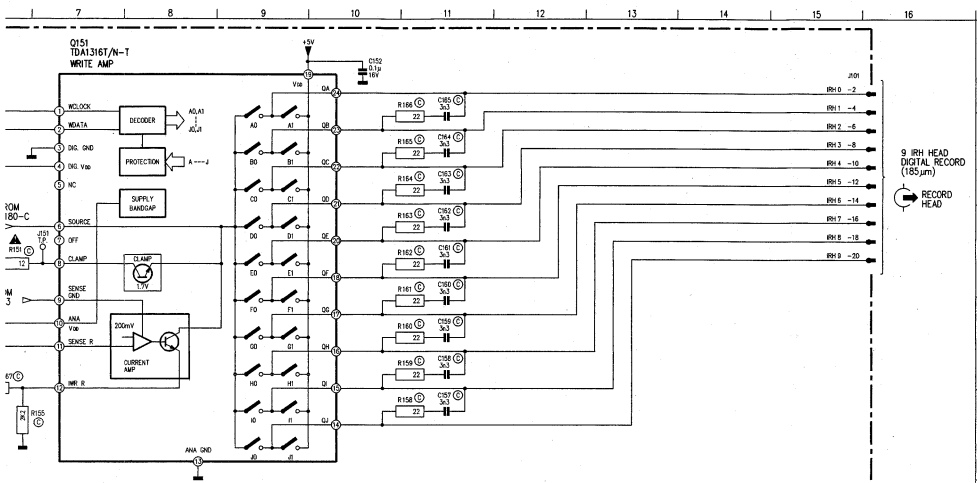 7 8 9 10 11 12 13 14 15 16
Q151
TDA1316T/N-T
WRITE AMP
+5V
C152
0.1µ
16V
19
VDD
1 WCLOCK
2 WDATA
3 DIG. GND
4 DIG. VDD
5 NC
6 SOURCE
7 OFF
8 CLAMP
9 SENSE
GND
10 ANA
VDD
11 SENSE R
12 IWR R
ANA GND
13
DECODER
A0,A1
J0,J1
PROTECTION
A ---J
SUPPLY
BANDGAP
CLAMP
1.7V
200mV
CURRENT
AMP
ROM
180-C
J151
T.P.
R151 C
12
OM
3
67 C
R155
C
2K2
A0 A1
B0 B1
C0 C1
D0 D1
E0 E1
F0 F1
G0 G1
H0 H1
I0 I1
J0 J1
QA 24
QB 23
QC 22
QD 21
QE 20
QF 18
QG 17
QH 16
QI 15
QJ 14
R166 C C165 C
22 3n3
R165 C C164 C
22 3n3
R164 C C163 C
22 3n3
R163 C C162 C
22 3n3
R162 C C161 C
22 3n3
R161 C C160 C
22 3n3
R160 C C159 C
22 3n3
R159 C C158 C
22 3n3
R158 C C157 C
22 3n3
J101
IRH 0 -2
IRH 1 -4
IRH 2 -6
IRH 3 -8
IRH 4 -10
IRH 5 -12
IRH 6 -14
IRH 7 -16
IRH 8 -18
IRH 9 -20
9 IRH HEAD
DIGITAL RECORD
(185µm)
RECORD
HEAD